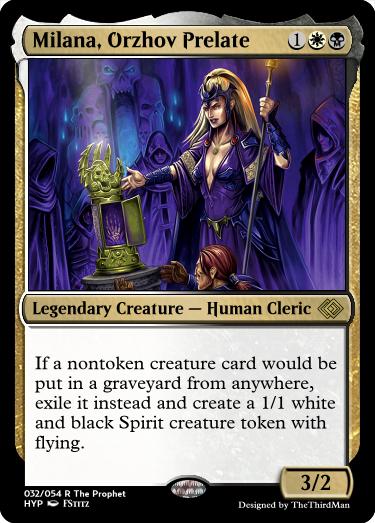 Milana, Orzhov Prelate 1
Legendary Creature — Human Cleric
If a nontoken creature card would be
put in a graveyard from anywhere,
exile it instead and create a 1/1 white
and black Spirit creature token with
flying.
3/2
032/054 R The Prophet
HYP FStitz
Designed by TheThirdMan